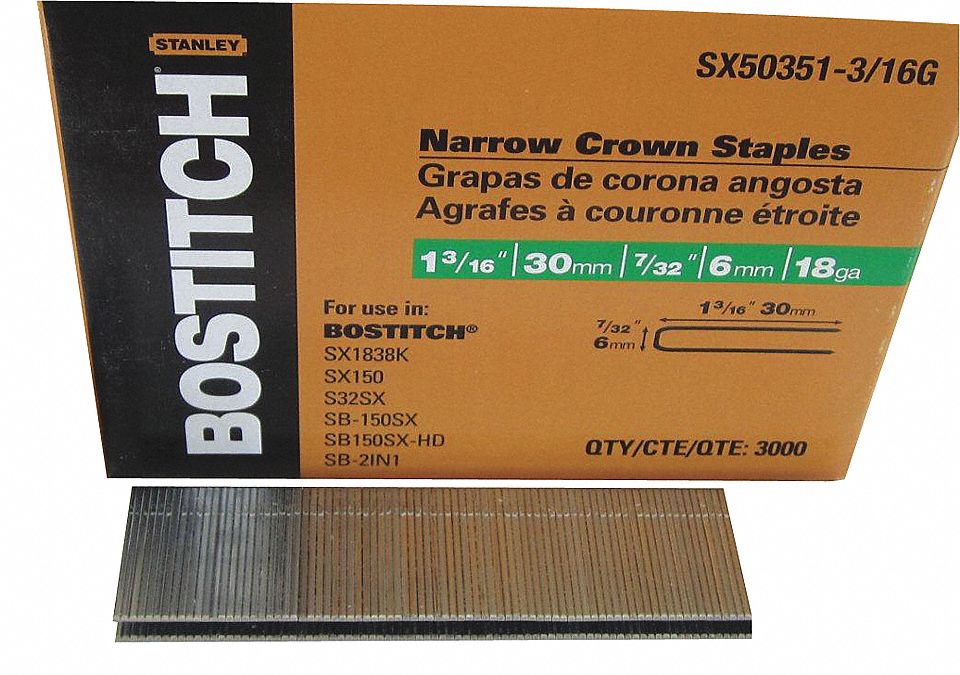 STANLEY
BOSTITCH®
SX50351-3/16G
Narrow Crown Staples
Grapas de corona angosta
Agrafes à couronne étroite
1 3/16" | 30mm | 7/32" | 6mm | 18ga
For use in:
BOSTITCH®
SX1838K
SX150
S32SX
SB-150SX
SB150SX-HD
SB-2IN1
1 3/16" 30mm
7/32"
6mm
QTY/CTE/QTE: 3000